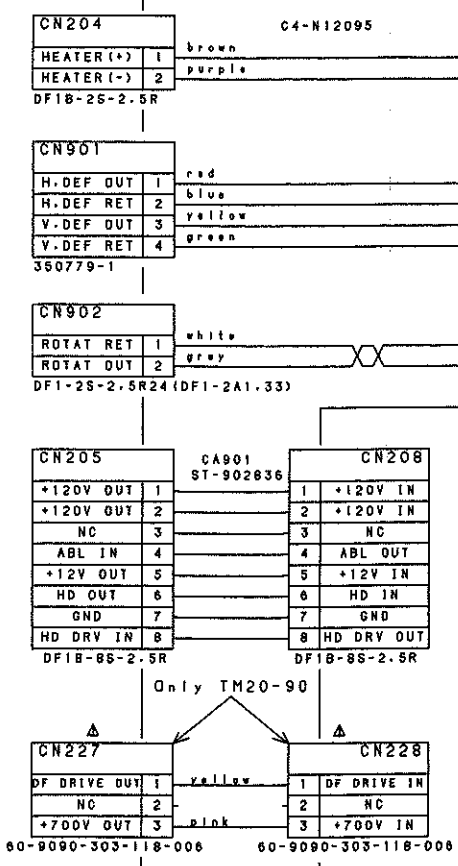 CN204 C4-N12095
HEATER(+) 1 brown
HEATER(-) 2 purple
DF1B-2S-2.5R
CN901
H.DEF OUT 1 red
H.DEF RET 2 blue
V.DEF OUT 3 yellow
V.DEF RET 4 green
350779-1
CN902
ROTAT RET 1 white
ROTAT OUT 2 gray
DF1-2S-2.5R24(DF1-2A1.33)
CN205 CA901 CN208
ST-902836
+120V OUT 1 1 +120V IN
+120V OUT 2 2 +120V IN
NC 3 3 NC
ABL IN 4 4 ABL OUT
+12V OUT 5 5 +12V IN
HD OUT 6 6 HD IN
GND 7 7 GND
HD DRV IN 8 8 HD DRV OUT
DF1B-8S-2.5R DF1B-8S-2.5R
Only TM20-90
CN227 CN228
DF DRIVE OUT 1 yellow 1 DF DRIVE IN
NC 2 2 NC
+700V OUT 3 pink 3 +700V IN
60-9090-303-118-006 60-9090-303-118-006